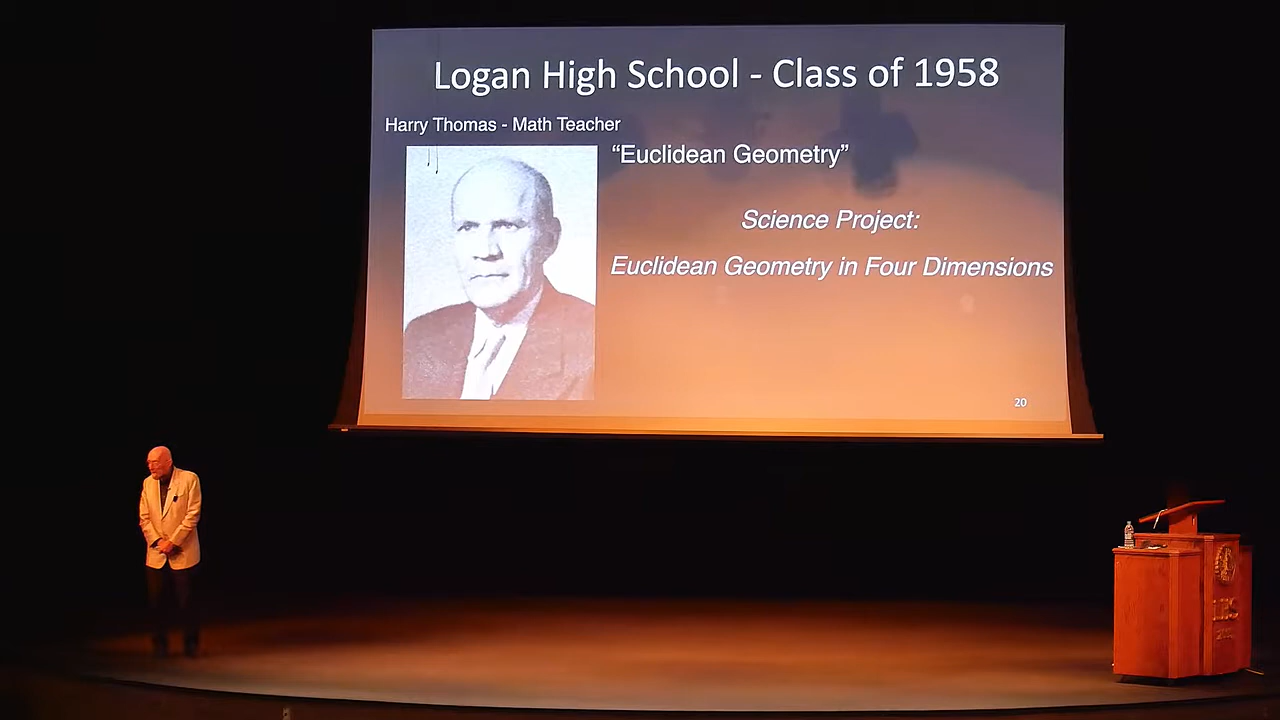 Logan High School - Class of 1958
Harry Thomas - Math Teacher
“Euclidean Geometry”
Science Project:
Euclidean Geometry in Four Dimensions
20